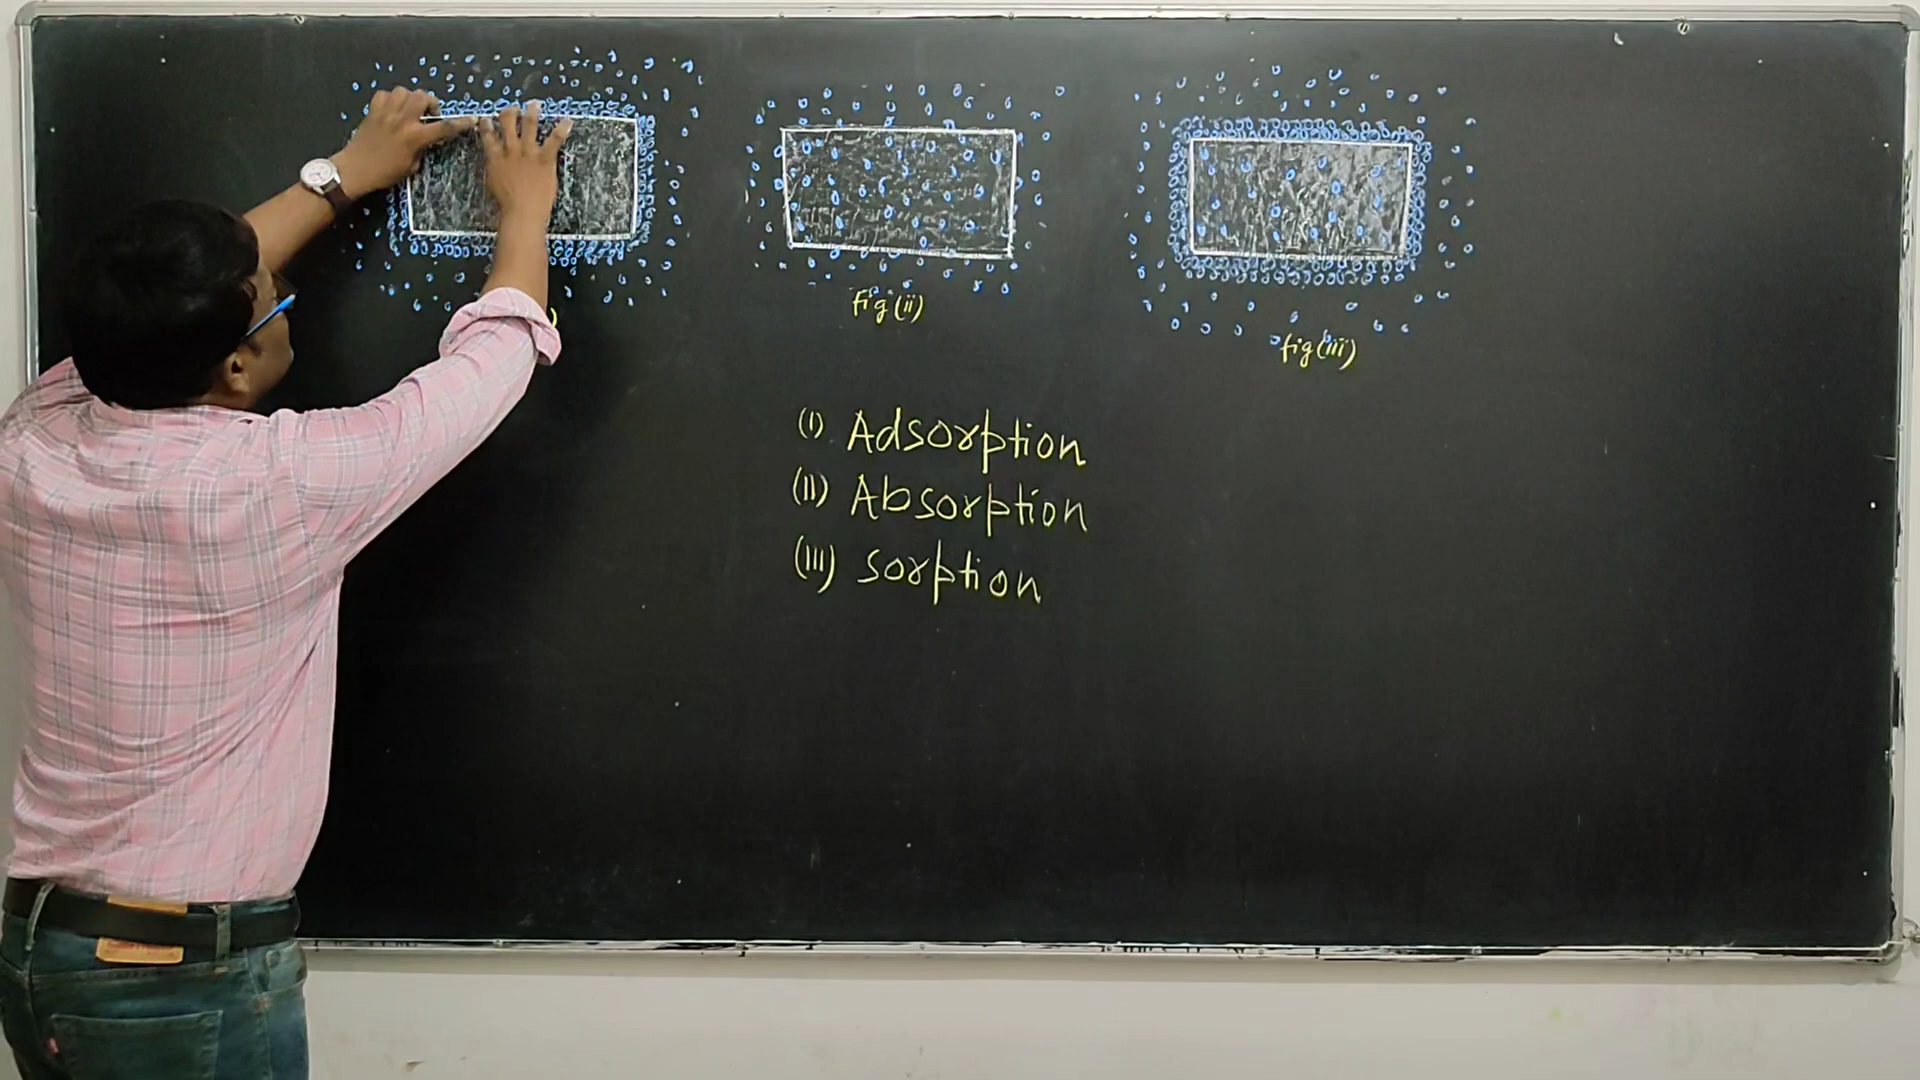 )
Fig (ii)
fig (iii)
(I) Adsorption
(II) Absorption
(III) Sorption